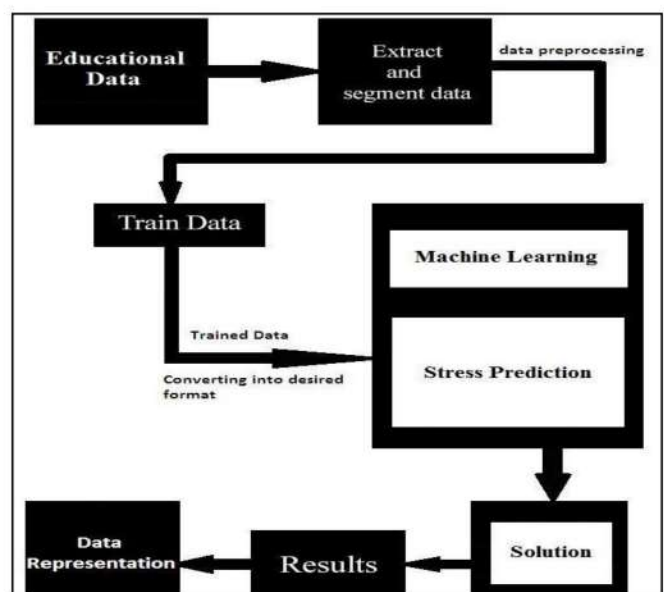 Educational
Data
Extract
and
segment data
data preprocessing
Train Data
Machine Learning
Trained Data
Stress Prediction
Converting into desired
format
Data
Representation
Results
Solution